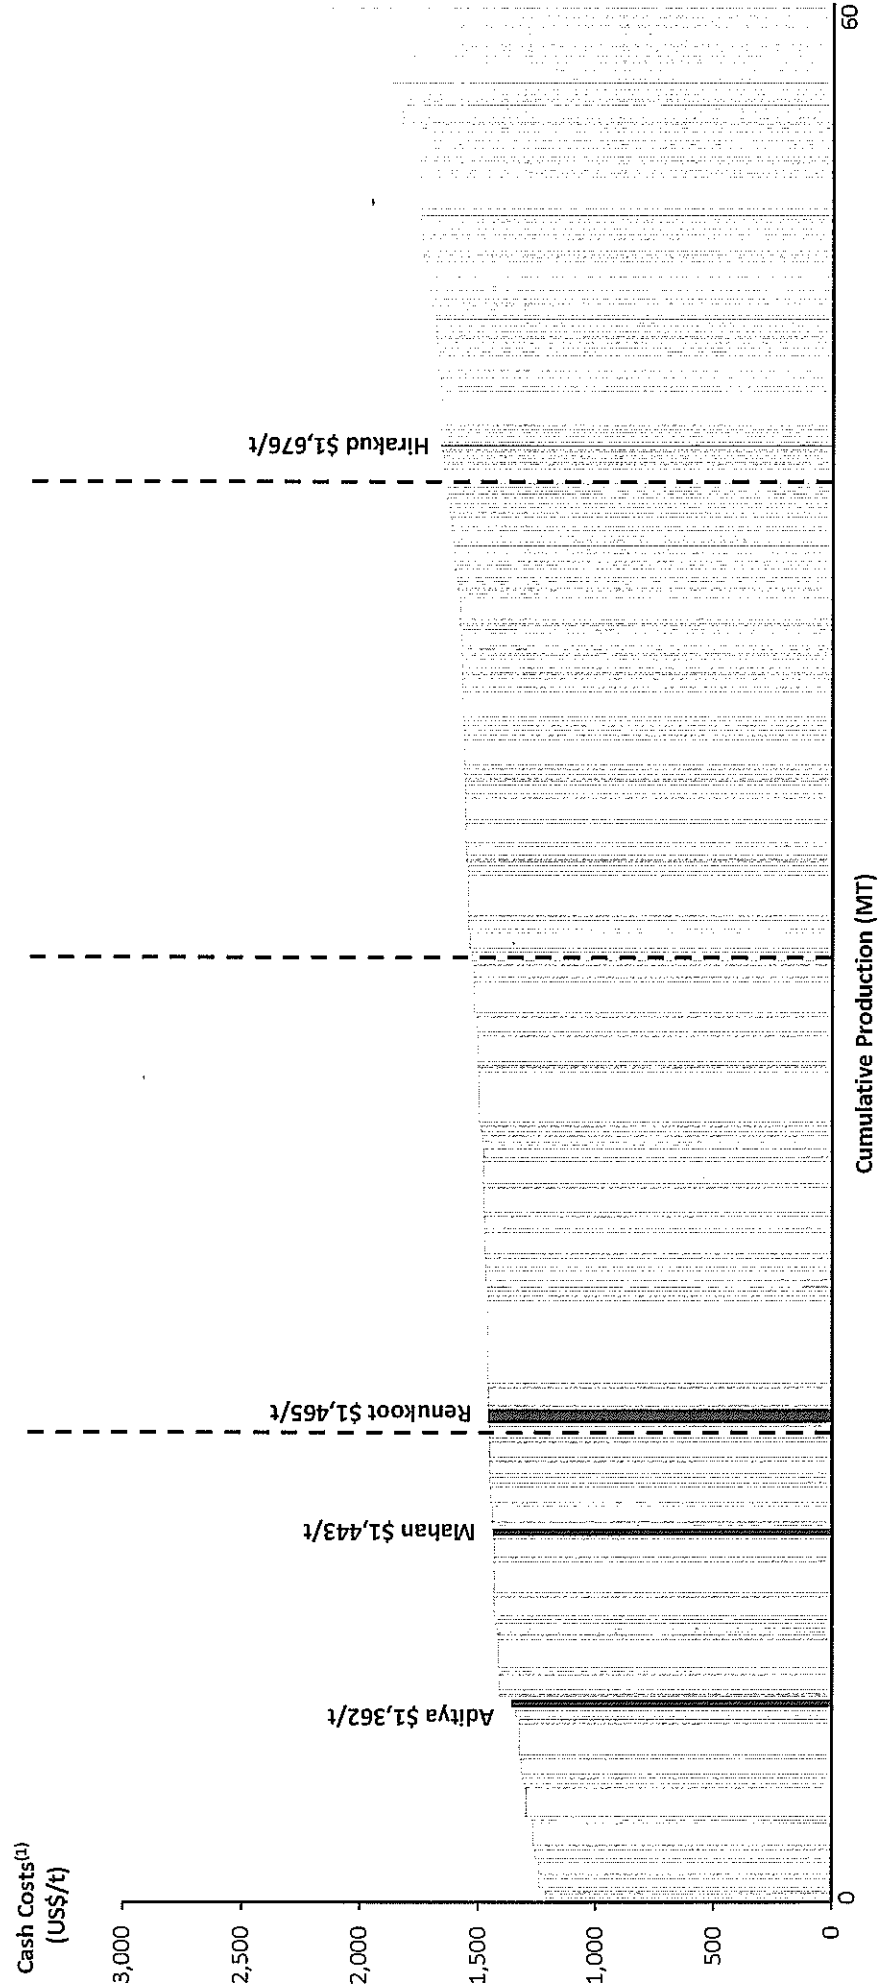 Cash Costs(1)
(US$/t)
3,000
2,500
2,000
1,500
1,000
500
0
Aditya $1,362/t
Mahan $1,443/t
Renukoot $1,465/t
Hirakud $1,676/t
0
60
Cumulative Production (MT)